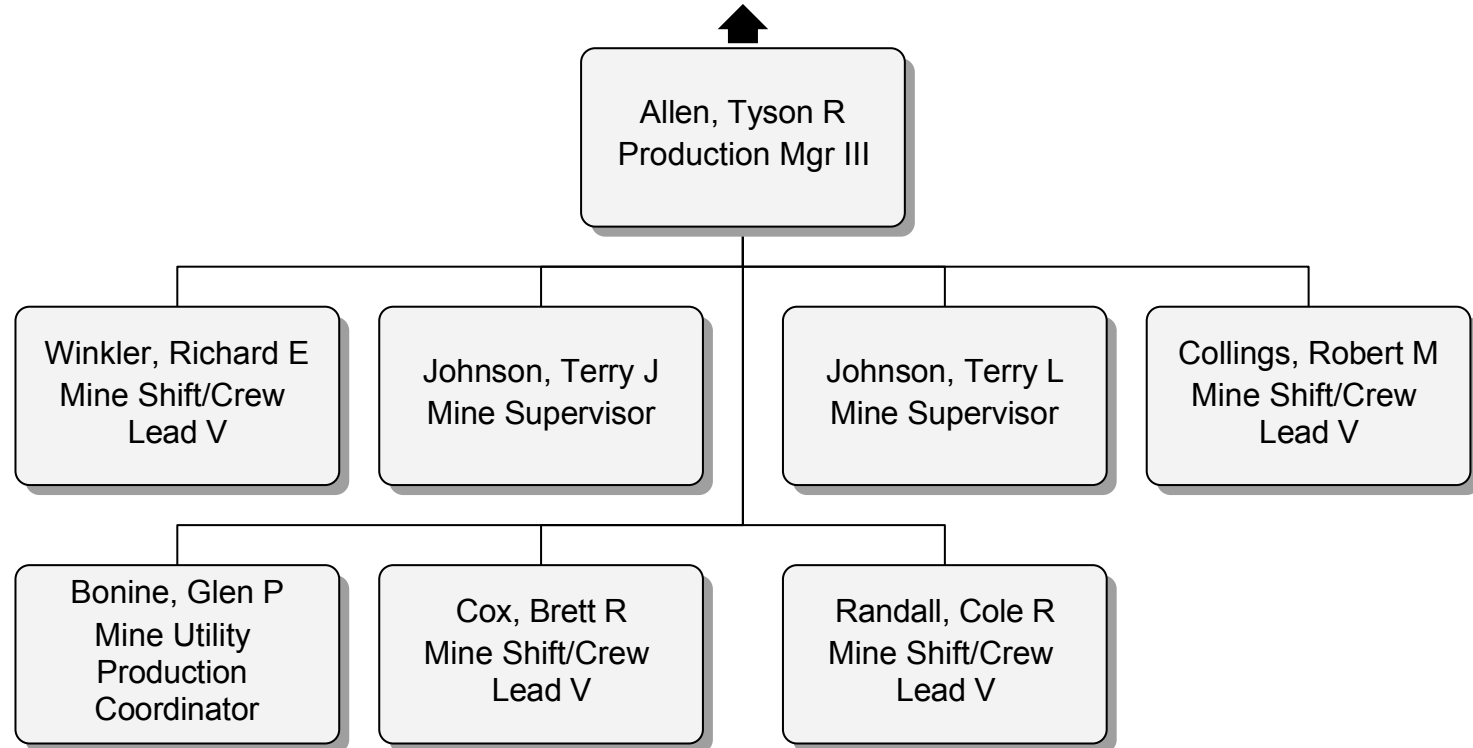 Allen, Tyson R
Production Mgr III
Winkler, Richard E
Mine Shift/Crew
Lead V
Johnson, Terry J
Mine Supervisor
Johnson, Terry L
Mine Supervisor
Collings, Robert M
Mine Shift/Crew
Lead V
Bonine, Glen P
Mine Utility
Production
Coordinator
Cox, Brett R
Mine Shift/Crew
Lead V
Randall, Cole R
Mine Shift/Crew
Lead V